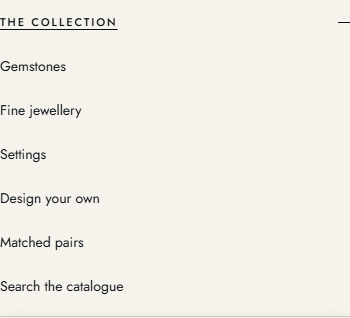 THE COLLECTION
Gemstones
Fine jewellery
Settings
Design your own
Matched pairs
Search the catalogue